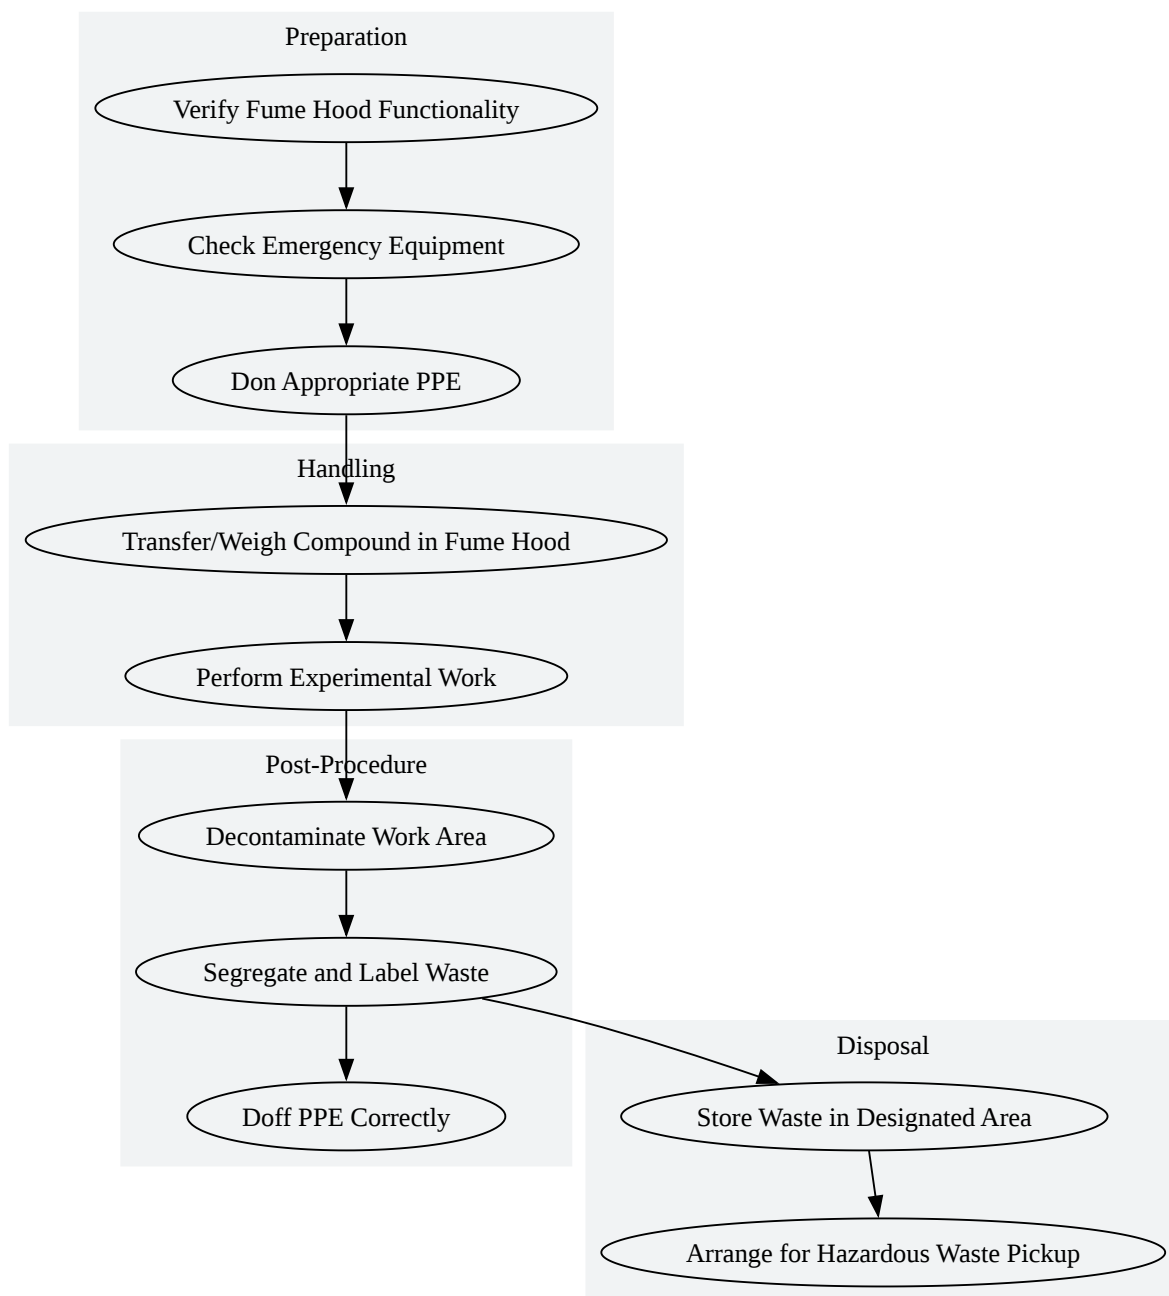 Preparation
Verify Fume Hood Functionality
Check Emergency Equipment
Don Appropriate PPE
Handling
Transfer/Weigh Compound in Fume Hood
Perform Experimental Work
Post-Procedure
Decontaminate Work Area
Segregate and Label Waste
Doff PPE Correctly
Disposal
Store Waste in Designated Area
Arrange for Hazardous Waste Pickup